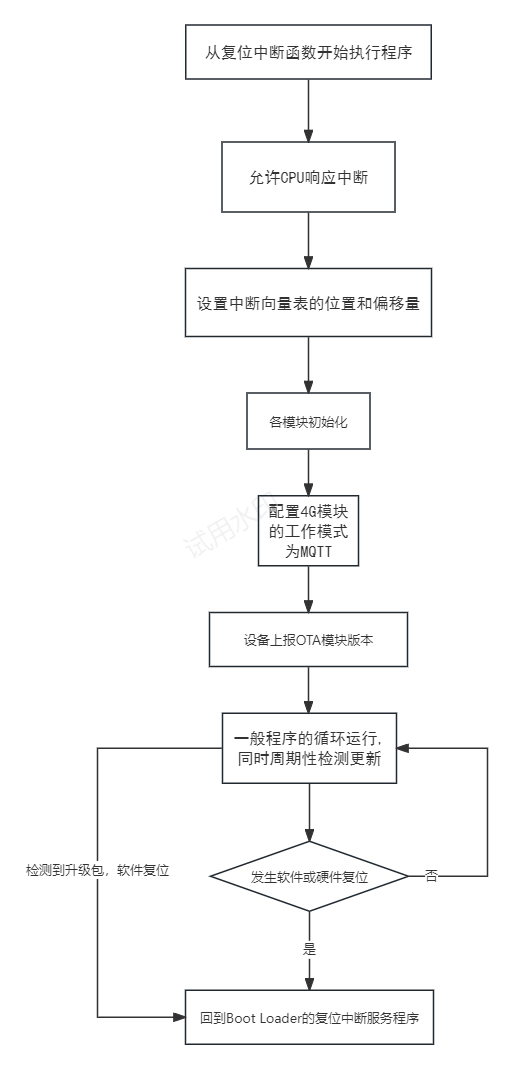 从复位中断函数开始执行程序
允许CPU响应中断
设置中断向量表的位置和偏移量
各模块初始化
试用水印
配置4G模块
的工作模式
为MQTT
设备上报OTA模块版本
一般程序的循环运行,
同时周期性检测更新
检测到升级包，软件复位
发生软件或硬件复位
否
是
回到Boot Loader的复位中断服务程序